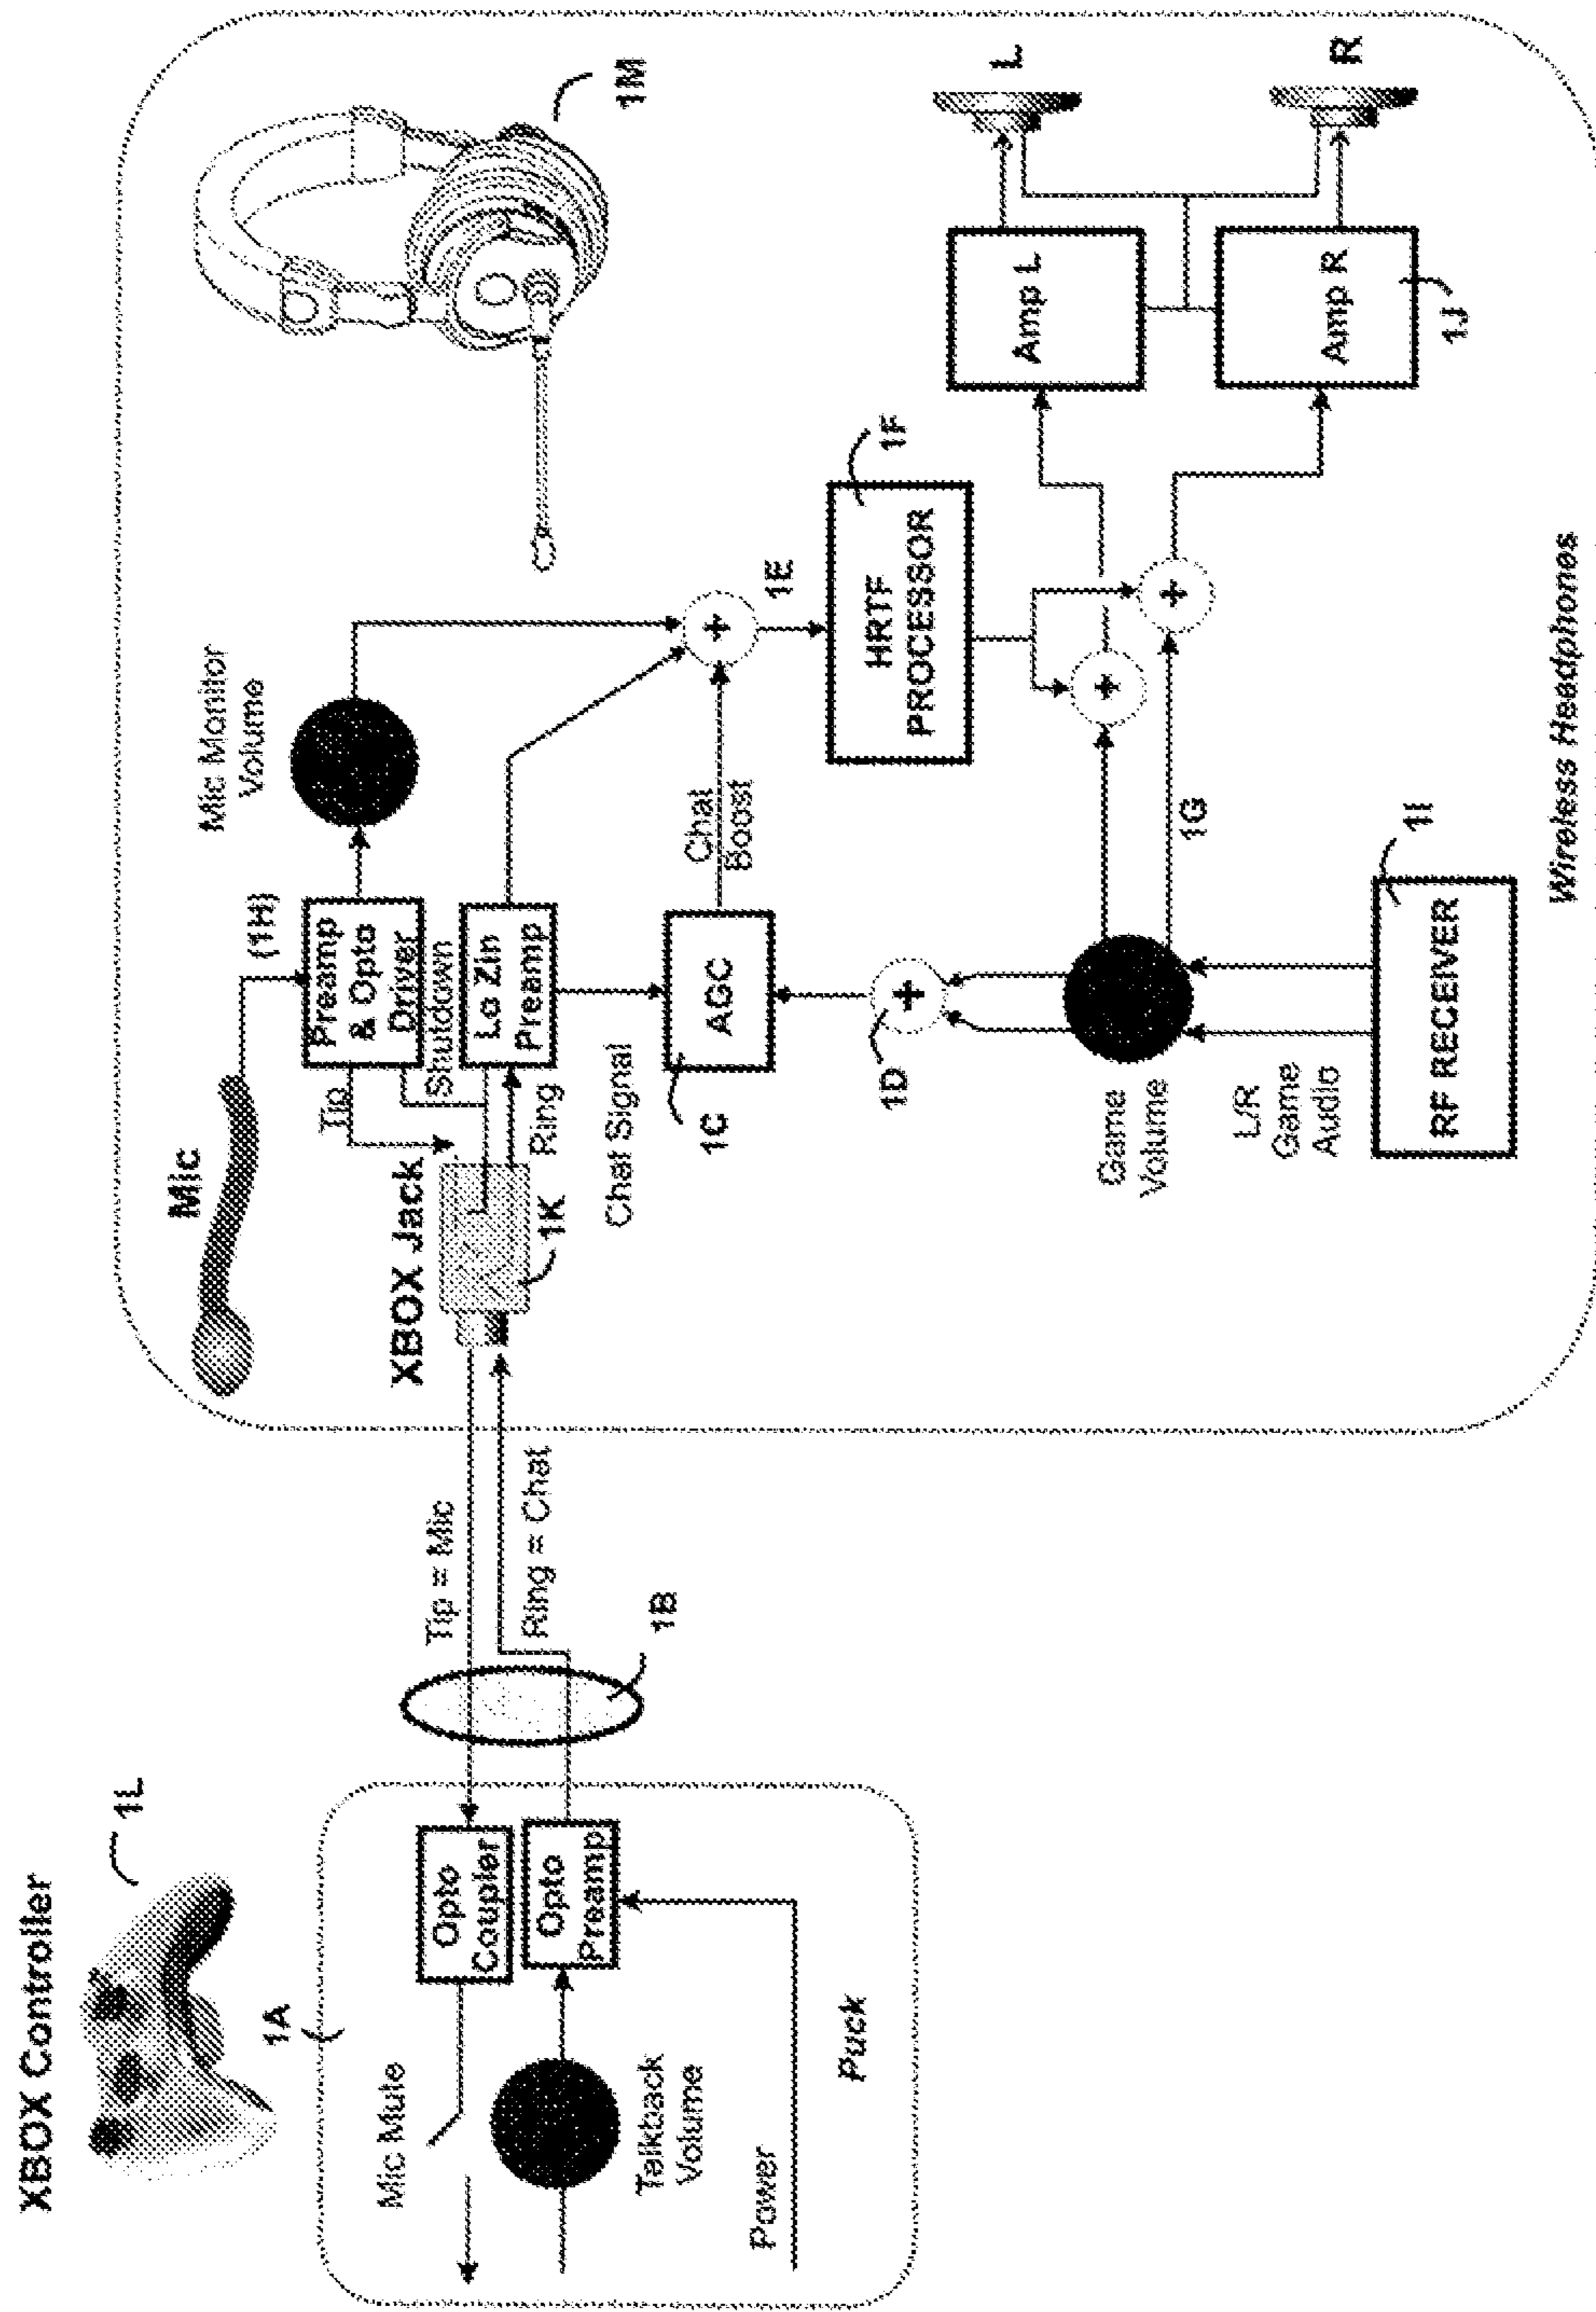 XBOX Controller
1L
1A
Mic Mute
Opto
Coupler
Talkback
Volume
Opto
Preamp
Power
Puck
Tip = Mic
Ring = Chat
1B
Mic
XBOX Jack
1K
Tip
Ring
(1H)
Preamp
& Opto
Driver
Shutdown
Lo Zin
Preamp
Mic Monitor
Volume
Chat Signal
1C
AGC
Chat
Boost
+
1E
1D
+
HRTF
PROCESSOR
1F
Game
Volume
+
+
1G
L/R
Game
Audio
RF RECEIVER
1I
1M
Amp L
L
Amp R
R
1J
Wireless Headphones